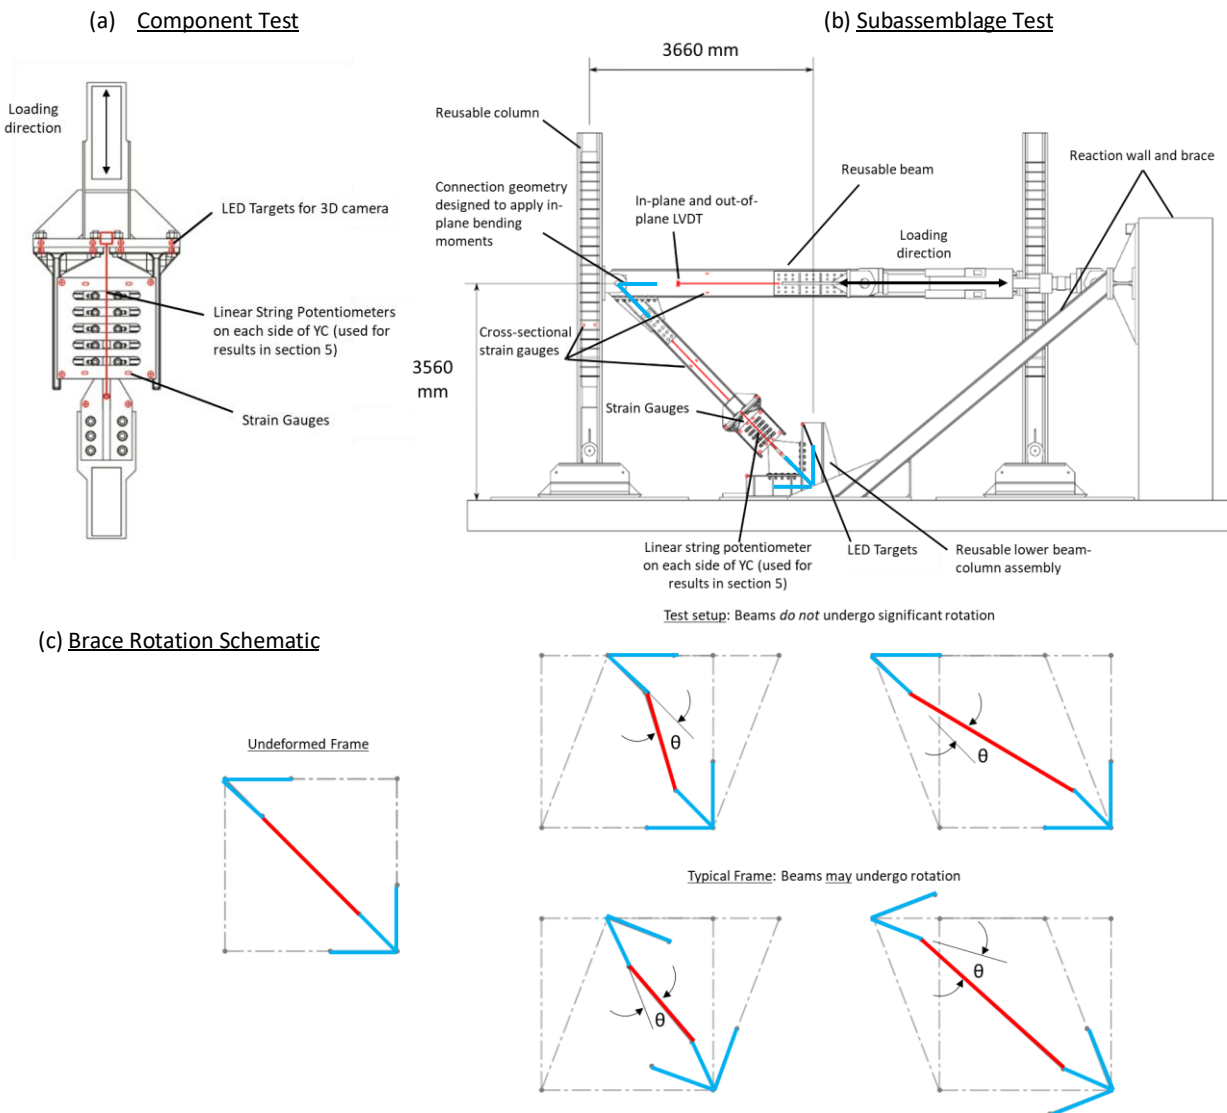 (a) Component Test
(b) Subassemblage Test
3660 mm
Loading
direction
Reusable column
Reaction wall and brace
Reusable beam
Connection geometry
designed to apply in-
plane bending
moments
In-plane and out-of-
plane LVDT
LED Targets for 3D camera
Loading
direction
Linear String Potentiometers
on each side of YC (used for
results in section 5)
Cross-sectional
strain gauges
3560
mm
Strain Gauges
Strain Gauges
Linear string potentiometer
on each side of YC (used for
results in section 5)
LED Targets
Reusable lower beam-
column assembly
Test setup: Beams do not undergo significant rotation
(c) Brace Rotation Schematic
Undeformed Frame
θ
θ
Typical Frame: Beams may undergo rotation
θ
θ